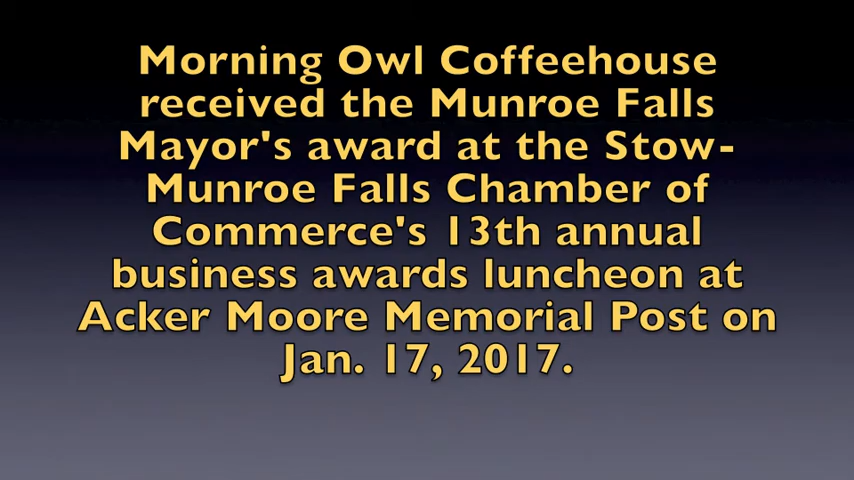 Morning Owl Coffeehouse
received the Munroe Falls
Mayor's award at the Stow-
Munroe Falls Chamber of
Commerce's 13th annual
business awards luncheon at
Acker Moore Memorial Post on
Jan. 17, 2017.